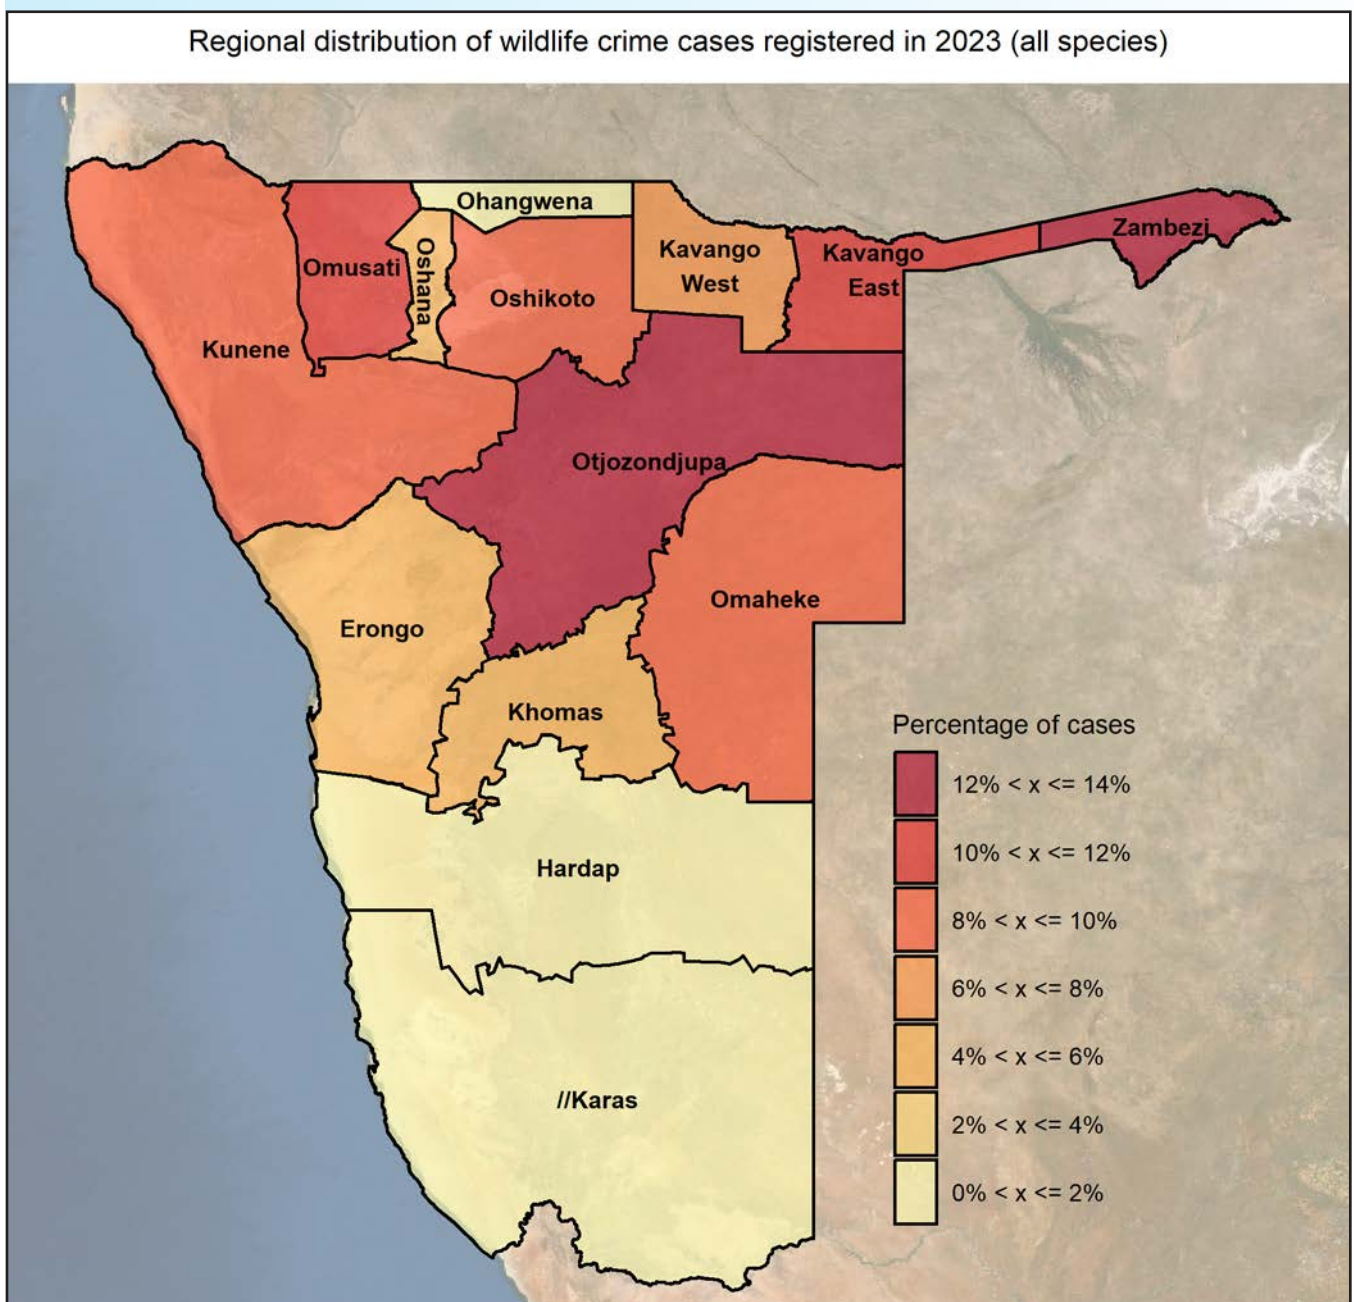 Regional distribution of wildlife crime cases registered in 2023 (all species)
Ohangwena
Zambezi
Kavango
West
Kavango
East
Omusati
Oshana
Oshikoto
Kunene
Otjozondjupa
Omaheke
Erongo
Khomas
Hardap
//Karas
Percentage of cases
12% < x <= 14%
10% < x <= 12%
8% < x <= 10%
6% < x <= 8%
4% < x <= 6%
2% < x <= 4%
0% < x <= 2%